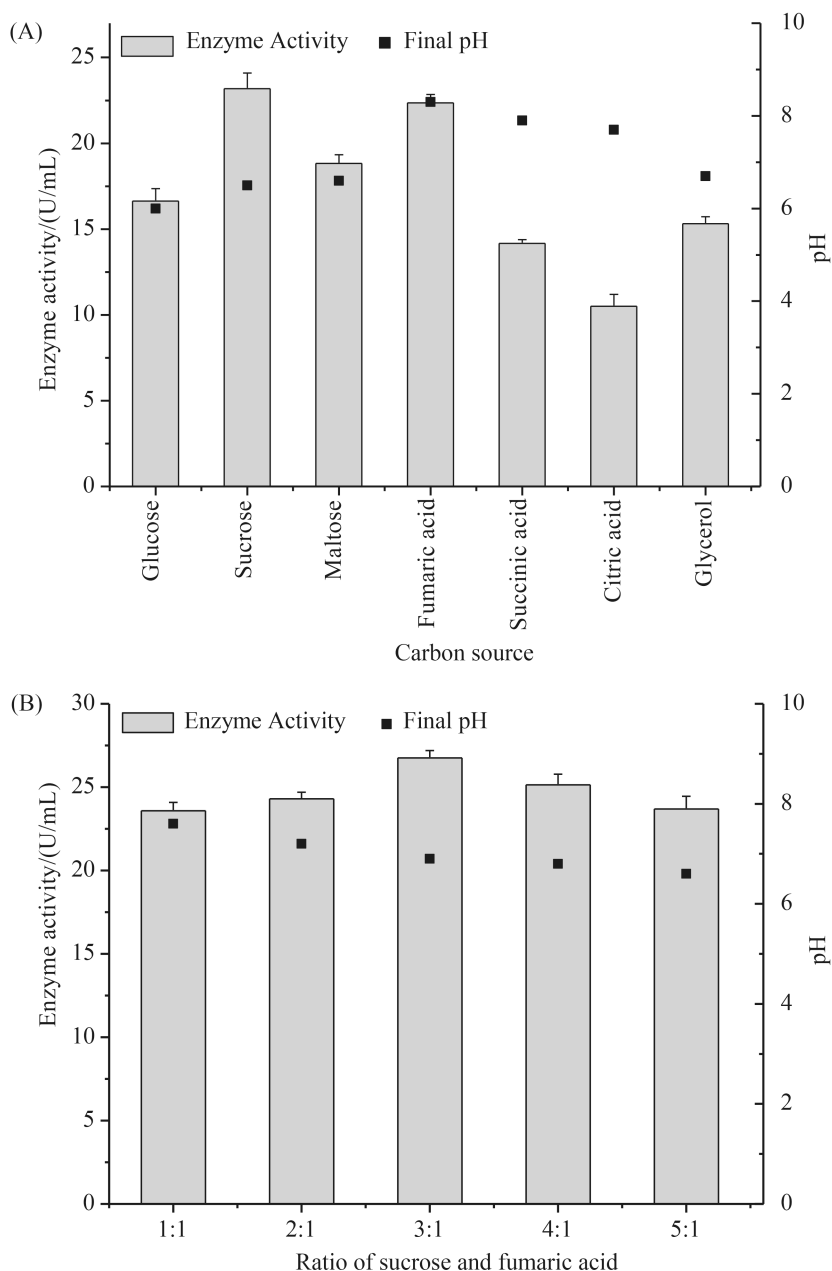 (A)
Enzyme Activity
Final pH
25
20
15
10
5
0
Enzyme activity/(U/mL)
10
8
6
4
2
0
pH
Glucose
Sucrose
Maltose
Fumaric acid
Succinic acid
Citric acid
Glycerol
Carbon source
(B)
Enzyme Activity
Final pH
30
25
20
15
10
5
0
Enzyme activity/(U/mL)
10
8
6
4
2
0
pH
1:1 2:1 3:1 4:1 5:1
Ratio of sucrose and fumaric acid